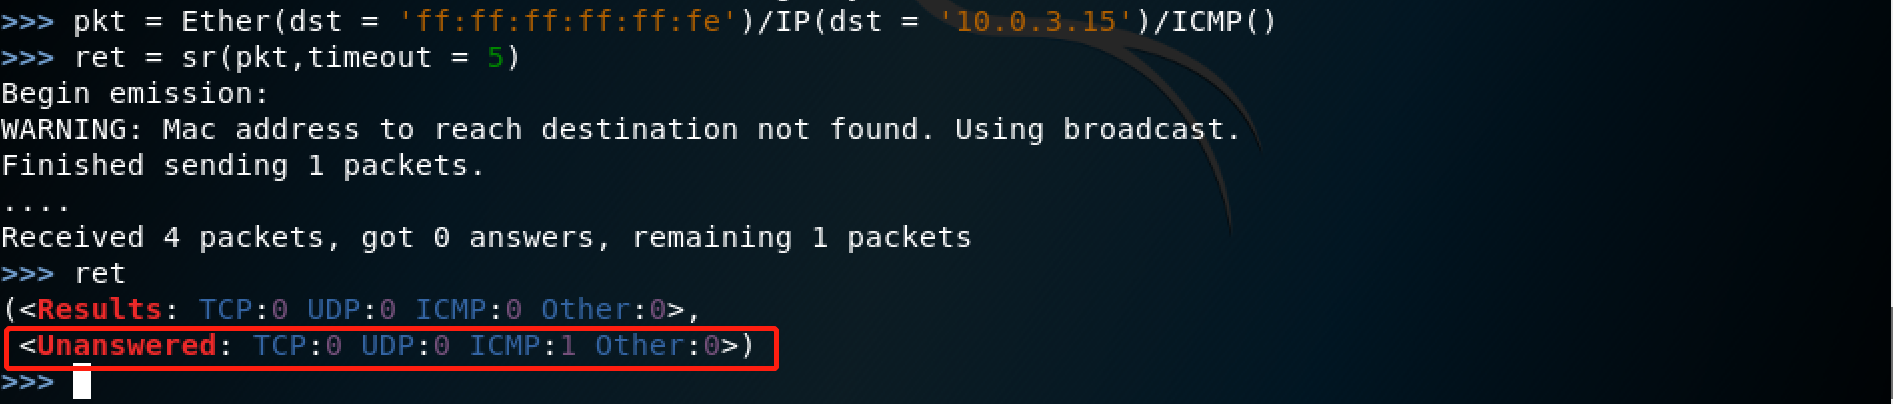 >>> pkt = Ether(dst = 'ff:ff:ff:ff:ff:fe')/IP(dst = '10.0.3.15')/ICMP()
>>> ret = sr(pkt,timeout = 5)
Begin emission:
WARNING: Mac address to reach destination not found. Using broadcast.
Finished sending 1 packets.
....
Received 4 packets, got 0 answers, remaining 1 packets
>>> ret
(<Results: TCP:0 UDP:0 ICMP:0 Other:0>,
 <Unanswered: TCP:0 UDP:0 ICMP:1 Other:0>)
>>>